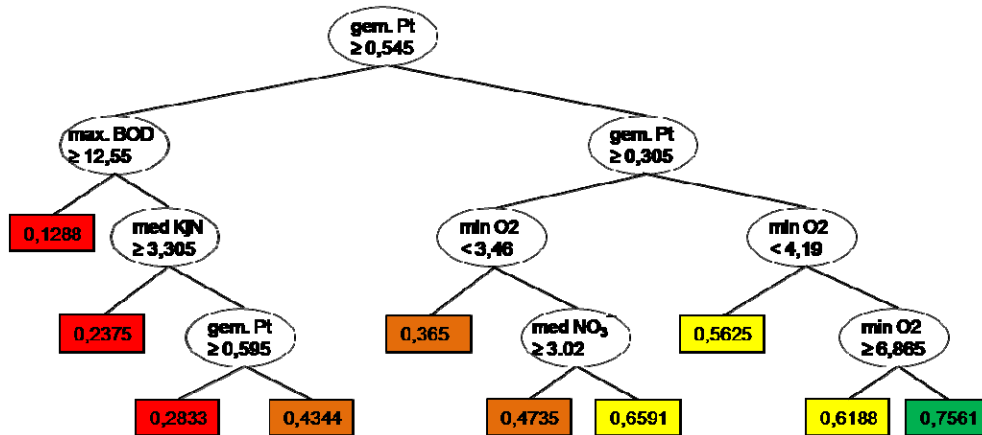 gem. Pt
≥ 0,545
max. BOD
≥ 12,55
gem. Pt
≥ 0,305
0,1288
med KjN
≥ 3,305
min O2
< 3,46
min O2
< 4,19
0,2375
gem. Pt
≥ 0,595
0,365
med NO3
≥ 3.02
0,5625
min O2
≥ 6,865
0,2833
0,4344
0,4735
0,6591
0,6188
0,7561